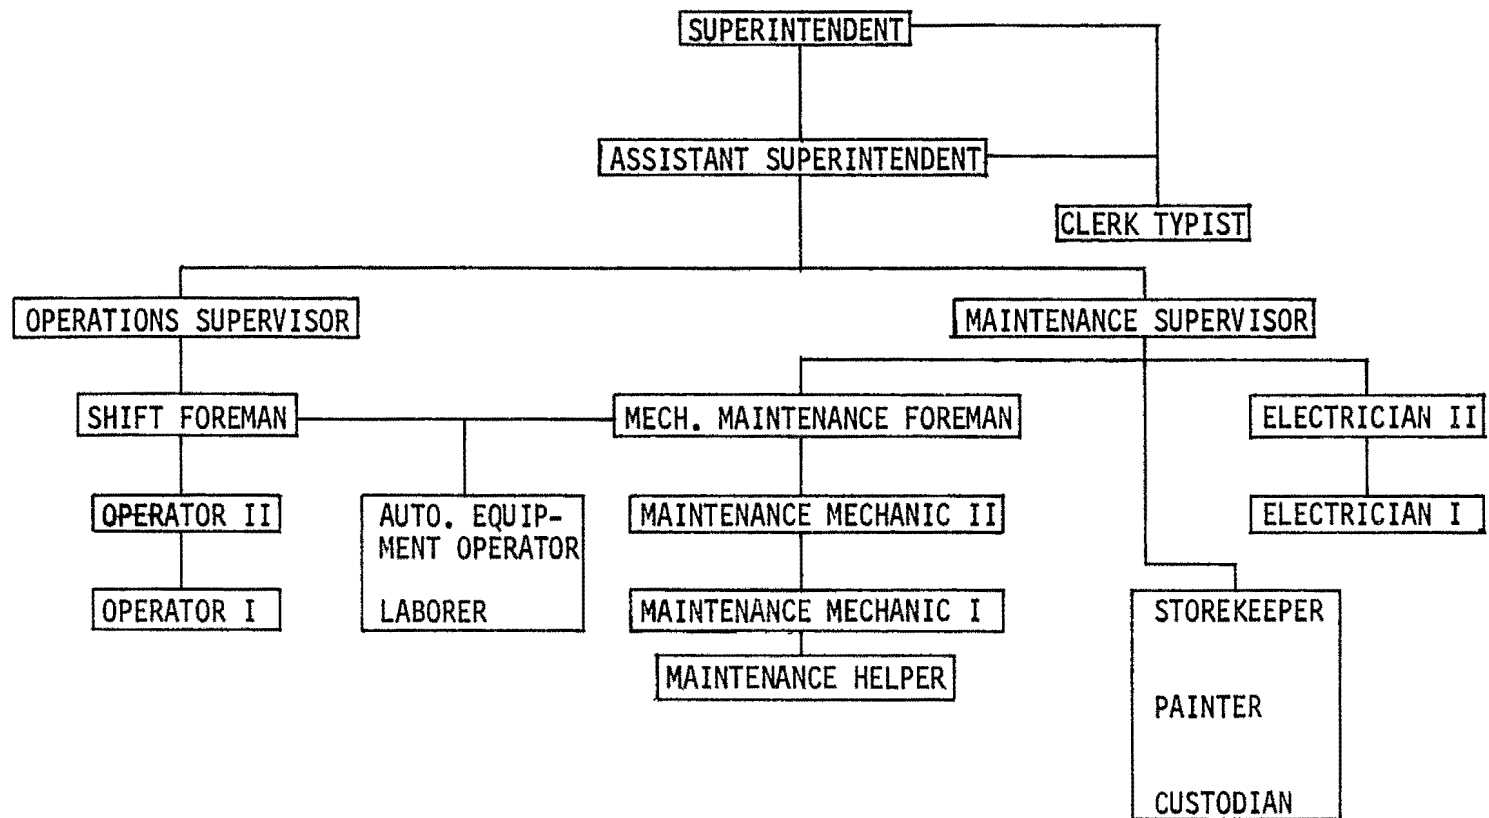 SUPERINTENDENT
ASSISTANT SUPERINTENDENT
CLERK TYPIST
OPERATIONS SUPERVISOR
MAINTENANCE SUPERVISOR
SHIFT FOREMAN
MECH. MAINTENANCE FOREMAN
ELECTRICIAN II
OPERATOR II
AUTO. EQUIP-
MENT OPERATOR
LABORER
MAINTENANCE MECHANIC II
ELECTRICIAN I
OPERATOR I
MAINTENANCE MECHANIC I
MAINTENANCE HELPER
STOREKEEPER
PAINTER
CUSTODIAN